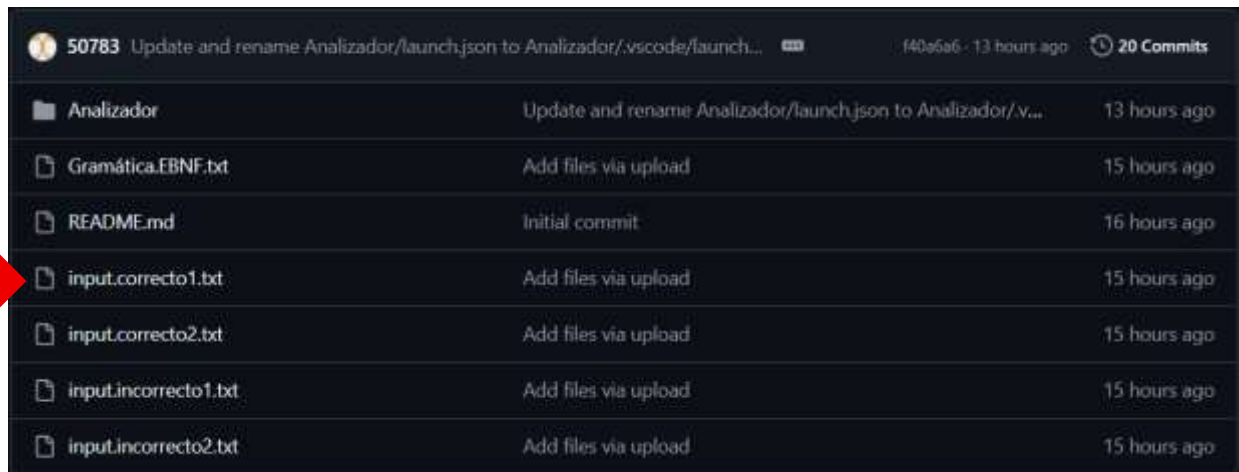 50783 Update and rename Analizador/launch.json to Analizador/.vscode/launch... f40a6a6 · 13 hours ago 20 Commits
Analizador Update and rename Analizador/launch.json to Analizador/.v... 13 hours ago
Gramática.EBNF.txt Add files via upload 15 hours ago
README.md Initial commit 16 hours ago
input.correcto1.txt Add files via upload 15 hours ago
input.correcto2.txt Add files via upload 15 hours ago
input.incorrecto1.txt Add files via upload 15 hours ago
input.incorrecto2.txt Add files via upload 15 hours ago